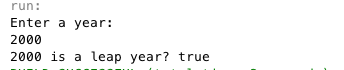 run:
Enter a year:
2000
2000 is a leap year? true